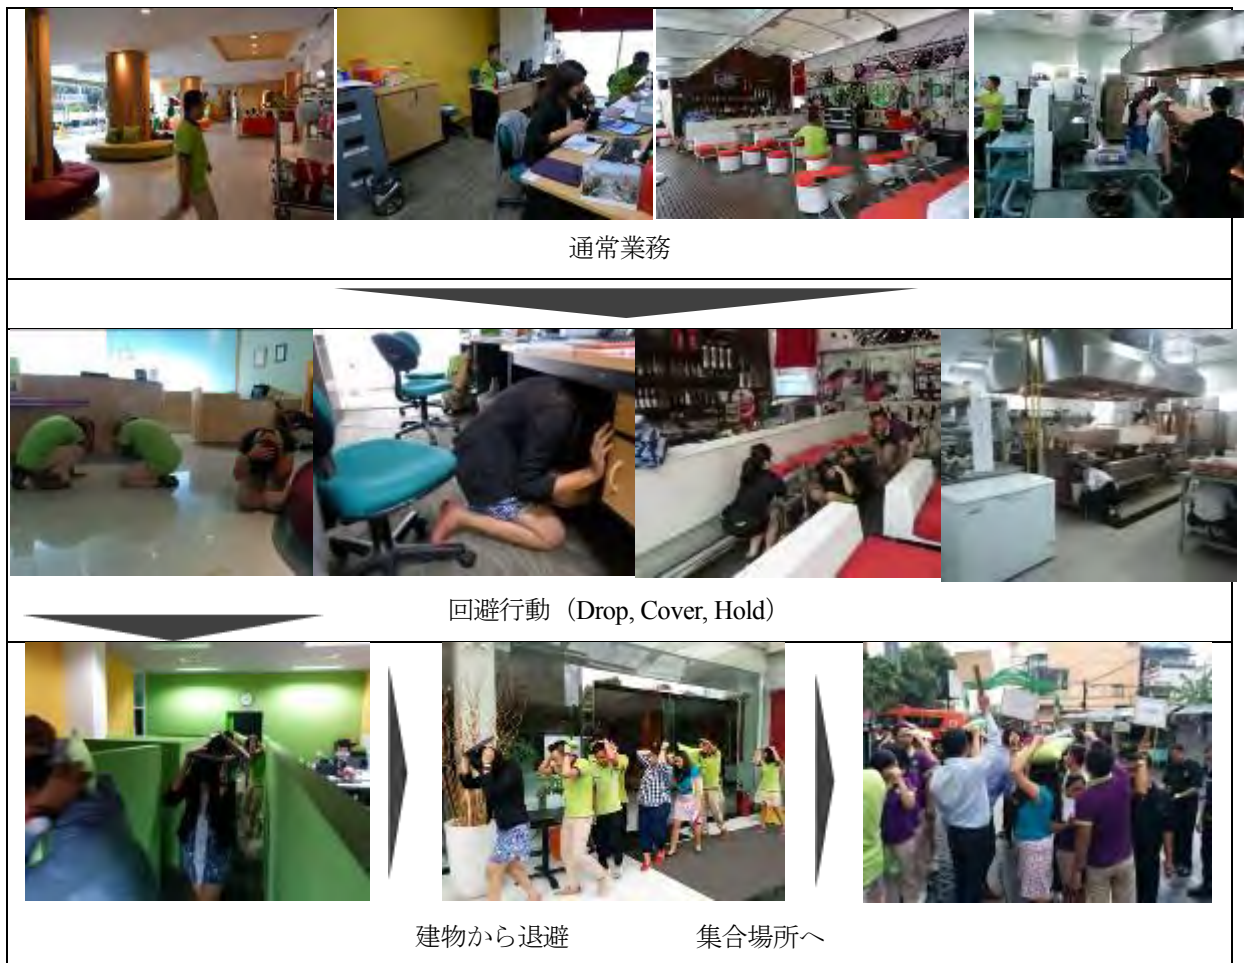 通常業務
回避行動（Drop, Cover, Hold）
建物から退避
集合場所へ